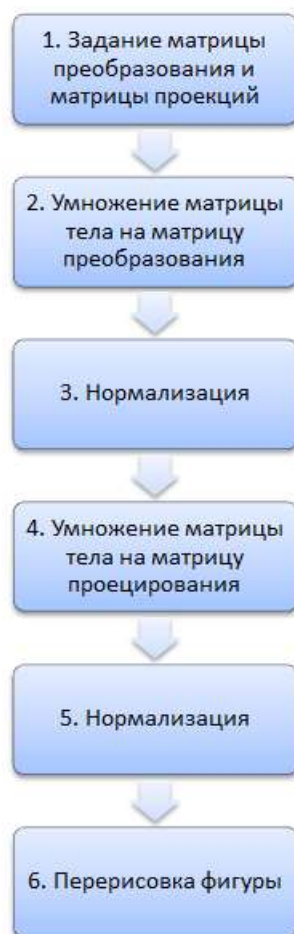 1. Задание матрицы
преобразования и
матрицы проекций
2. Умножение матрицы
тела на матрицу
преобразования
3. Нормализация
4. Умножение матрицы
тела на матрицу
проецирования
5. Нормализация
6. Перерисовка фигуры